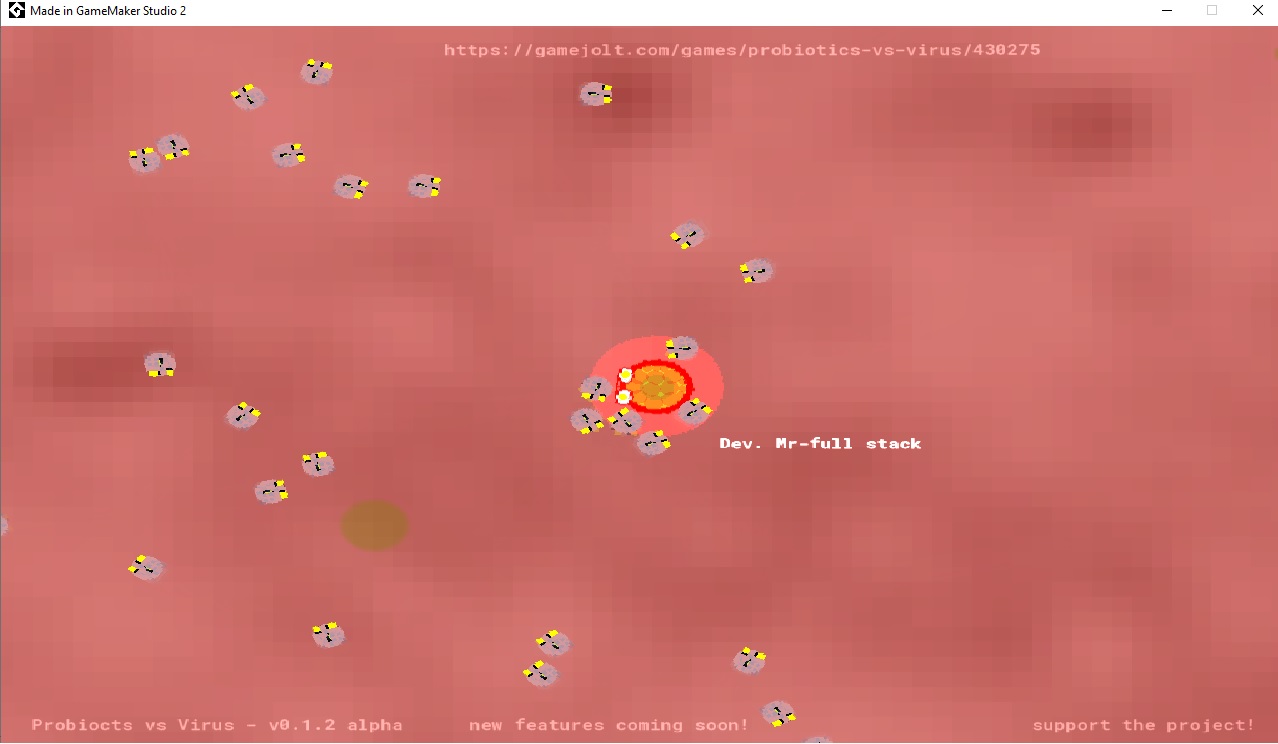 Made in GameMaker Studio 2
https://gamejolt.com/games/probiotics-vs-virus/430275
Dev. Mr-full stack
Probiocts vs Virus - v0.1.2 alpha
new features coming soon!
support the project!